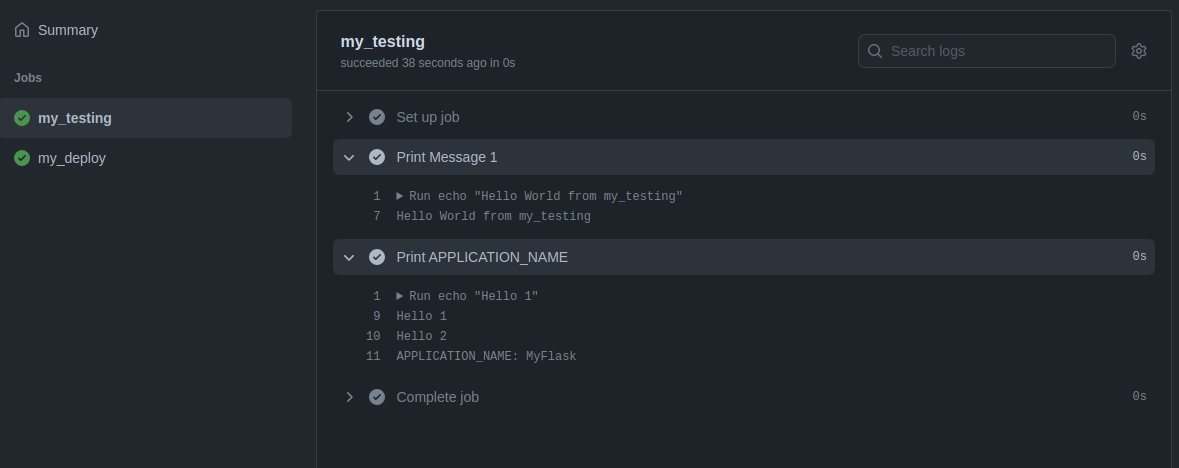 Summary
Jobs
my_testing
my_deploy
my_testing
succeeded 38 seconds ago in 0s
Search logs
Set up job 0s
Print Message 1 0s
1 Run echo "Hello World from my_testing"
7 Hello World from my_testing
Print APPLICATION_NAME 0s
1 Run echo "Hello 1"
9 Hello 1
10 Hello 2
11 APPLICATION_NAME: MyFlask
Complete job 0s